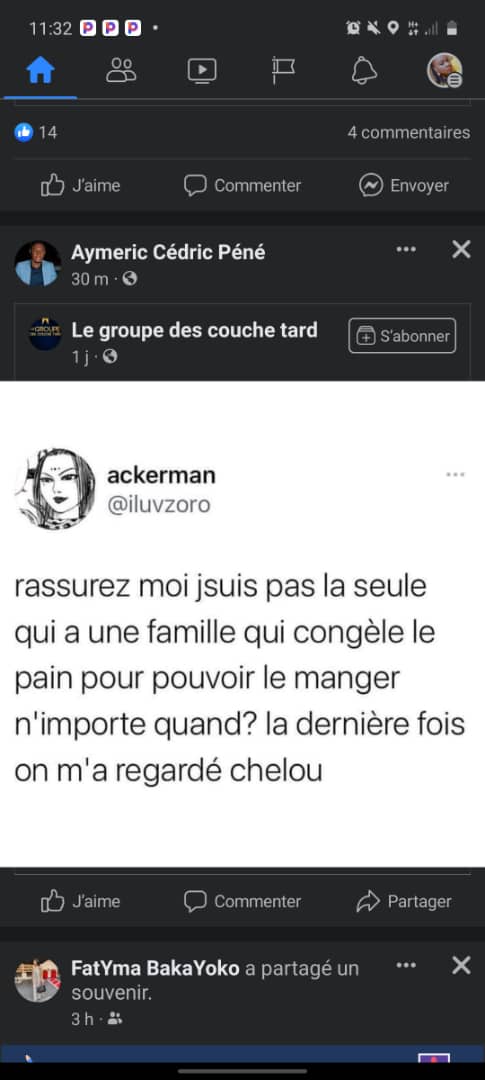 11:32
14
4 commentaires
J'aime
Commenter
Envoyer
Aymeric Cédric Péné
30 m
Le groupe des couche tard
S'abonner
1 j
ackerman
@iluvzoro
rassurez moi jsuis pas la seule
qui a une famille qui congèle le
pain pour pouvoir le manger
n'importe quand? la dernière fois
on m'a regardé chelou
J'aime
Commenter
Partager
FatYma BakaYoko a partagé un
souvenir.
3 h